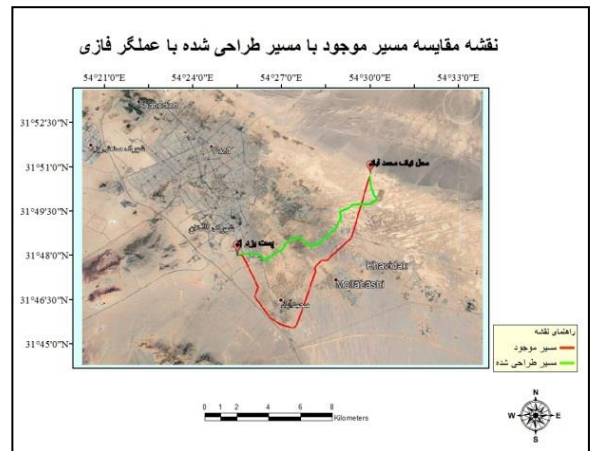 نقشه مقایسه مسیر موجود با مسیر طراحی شده با عملگر فازی
54°21'0"E 54°24'0"E 54°27'0"E 54°30'0"E 54°33'0"E
31°52'30"N
31°51'0"N
31°49'30"N
31°48'0"N
31°46'30"N
31°45'0"N
محل لینک محمد آباد
پست یزد
Khavidak
Mollabashi
راهنمای نقشه
مسیر موجود
مسیر طراحی شده
0 1 2 4 6 8
Kilometers
N
W E
S